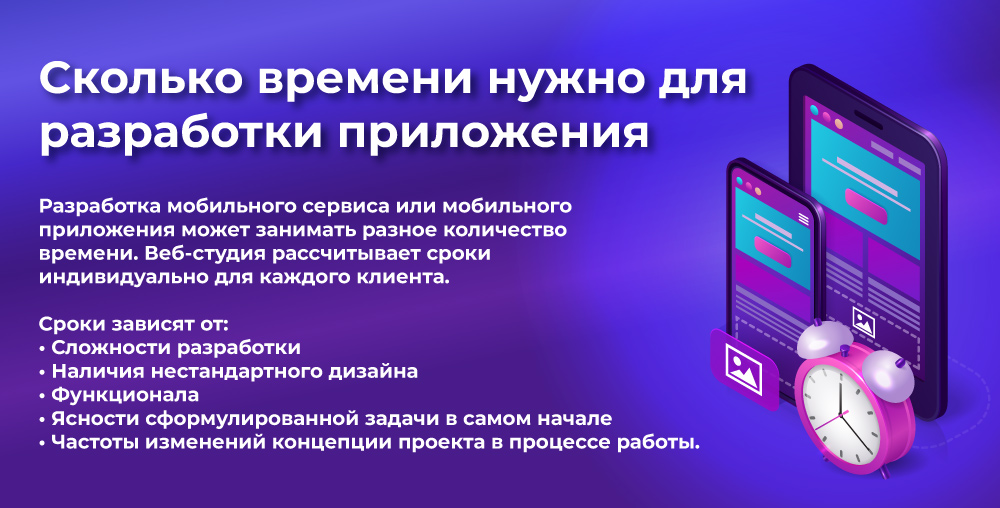 Сколько времени нужно для
разработки приложения
Разработка мобильного сервиса или мобильного
приложения может занимать разное количество
времени. Веб-студия рассчитывает сроки
индивидуально для каждого клиента.
Сроки зависят от:
• Сложности разработки
• Наличия нестандартного дизайна
• Функционала
• Ясности сформулированной задачи в самом начале
• Частоты изменений концепции проекта в процессе работы.